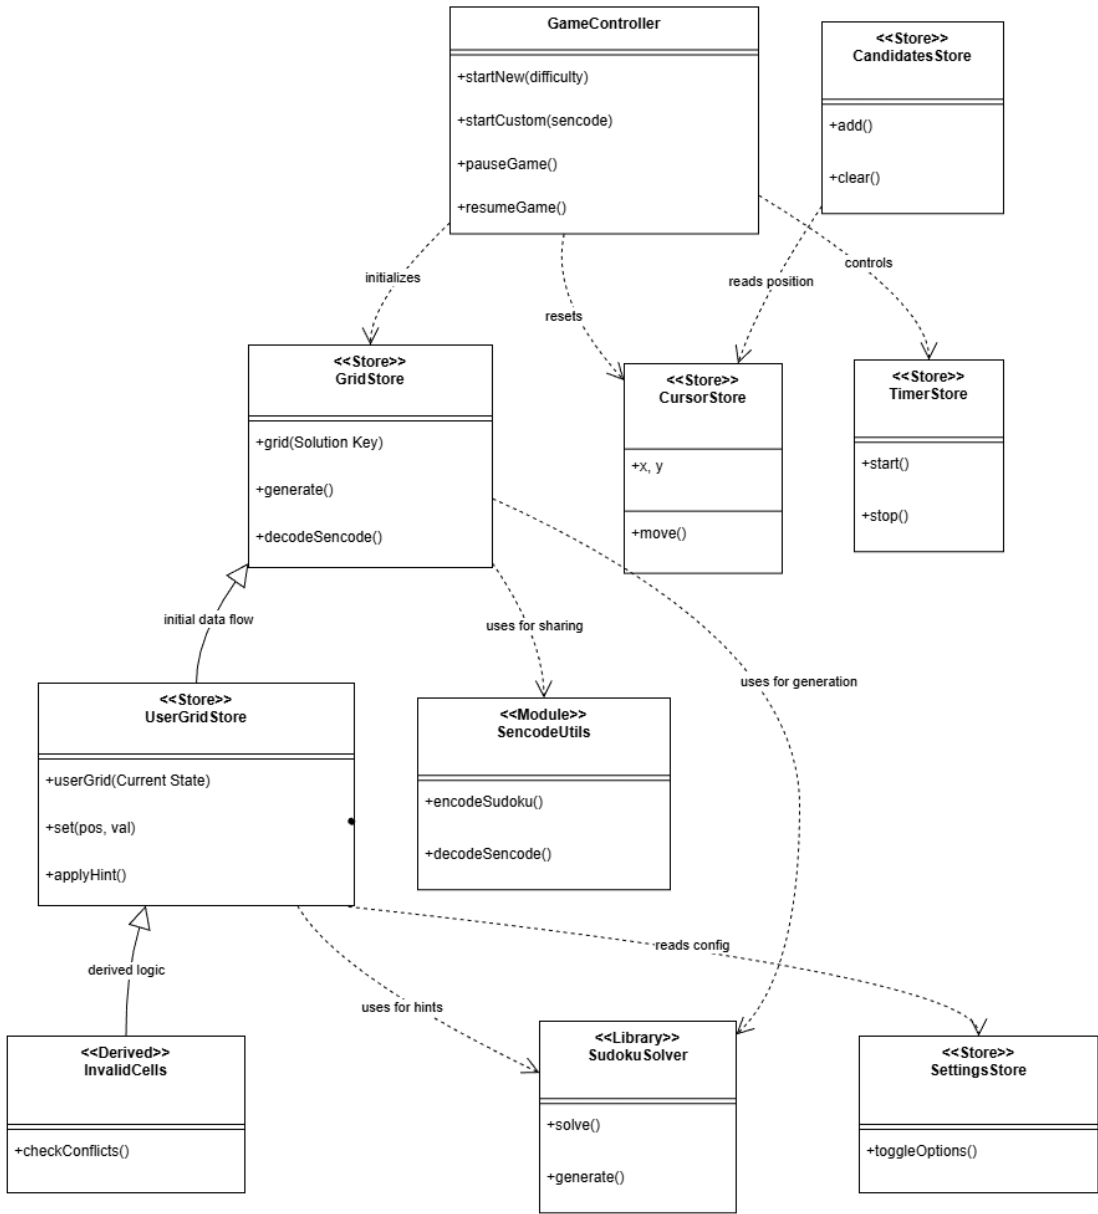 GameController
+startNew(difficulty)
+startCustom(sencode)
+pauseGame()
+resumeGame()
<<Store>>
CandidatesStore
+add()
+clear()
initializes
resets
reads position
controls
<<Store>>
GridStore
+grid(Solution Key)
+generate()
+decodeSencode()
<<Store>>
CursorStore
+x, y
+move()
<<Store>>
TimerStore
+start()
+stop()
initial data flow
uses for sharing
uses for generation
<<Store>>
UserGridStore
+userGrid(Current State)
+set(pos, val)
+applyHint()
<<Module>>
SencodeUtils
+encodeSudoku()
+decodeSencode()
derived logic
uses for hints
reads config
<<Derived>>
InvalidCells
+checkConflicts()
<<Library>>
SudokuSolver
+solve()
+generate()
<<Store>>
SettingsStore
+toggleOptions()